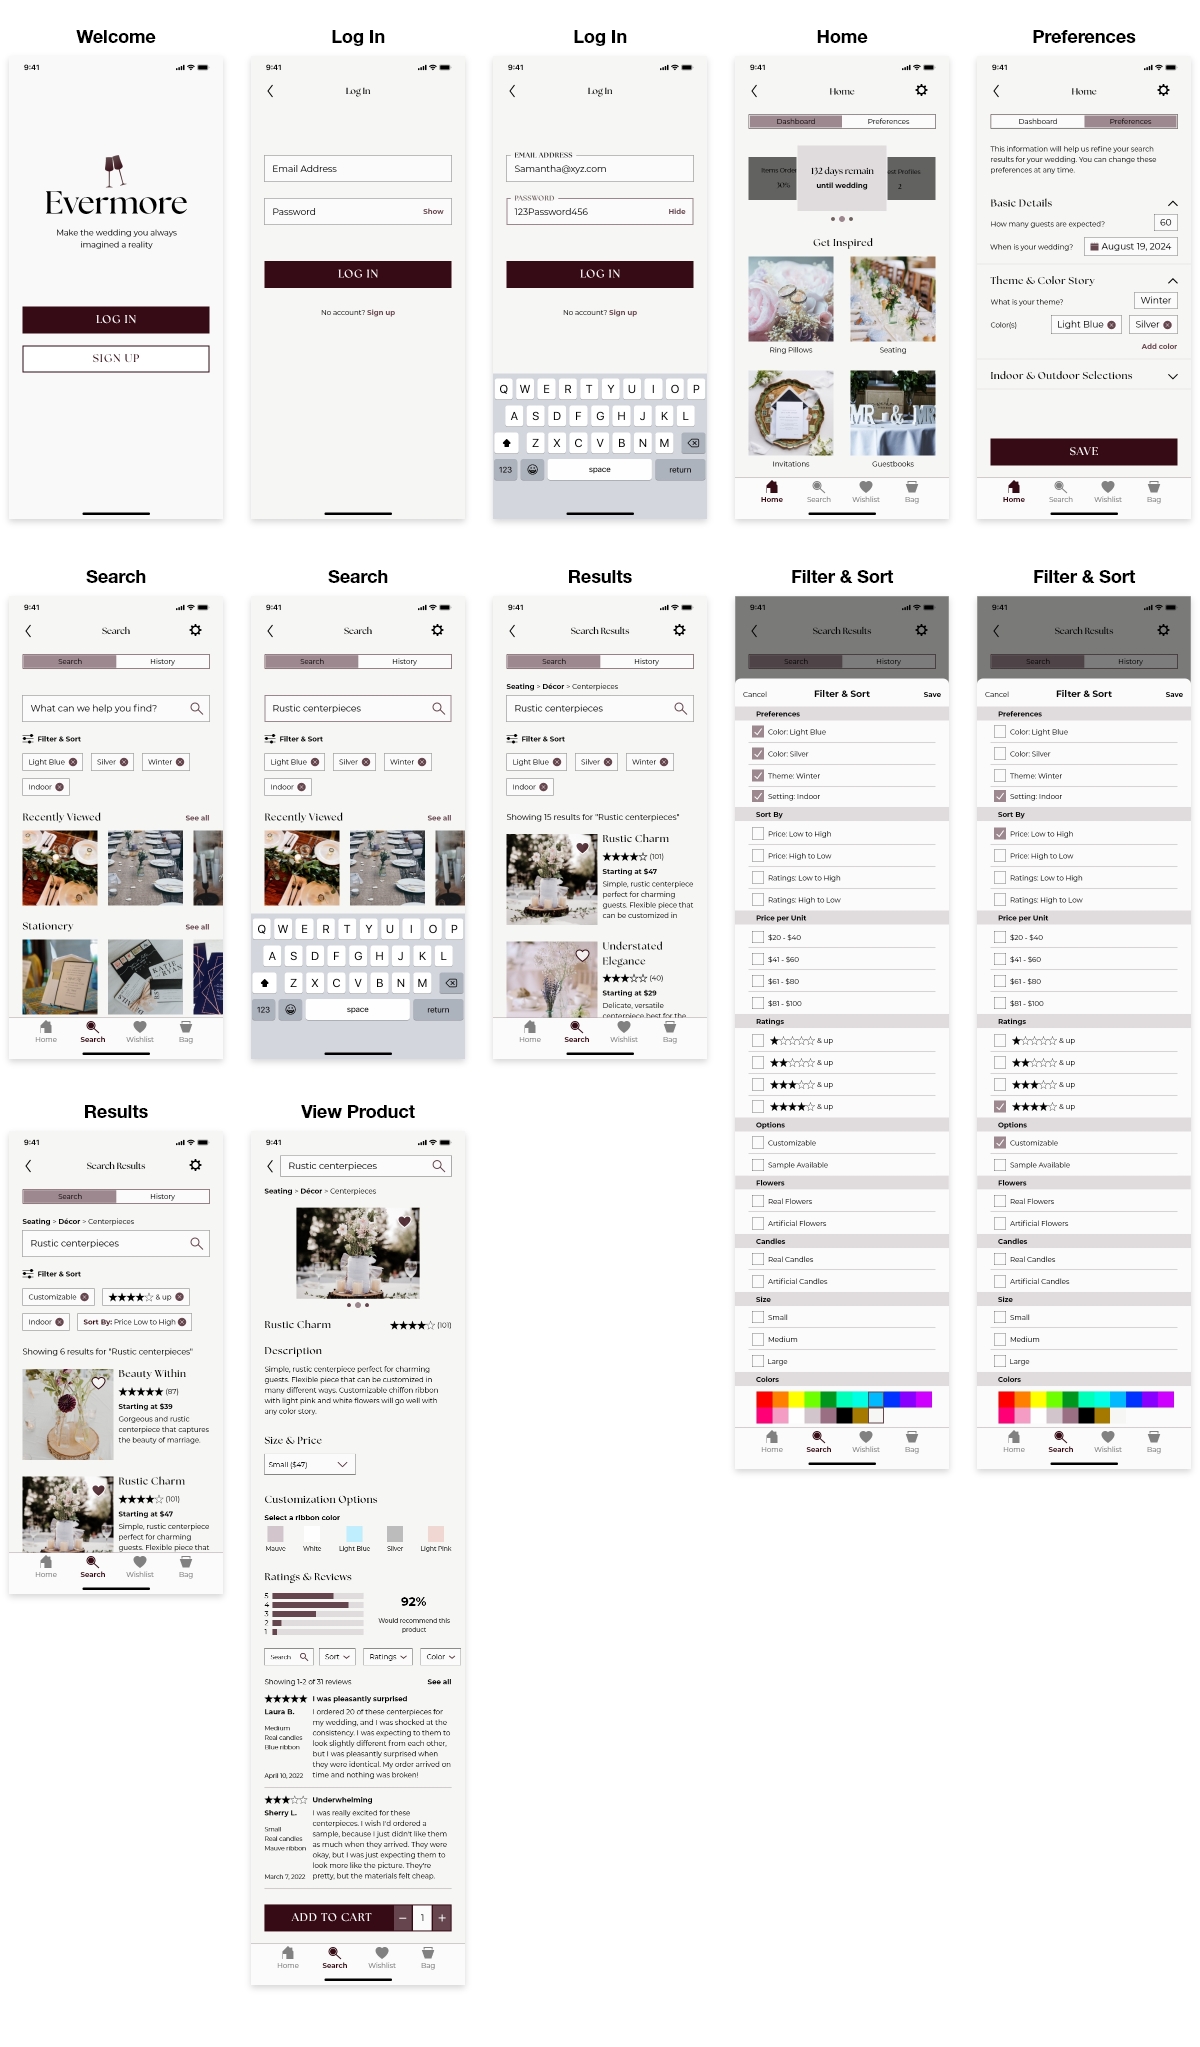 Welcome
9:41
Evermore
Make the wedding you always
imagined a reality
LOG IN
SIGN UP
Log In
9:41
Log In
Email Address
Password Show
LOG IN
No account? Sign up
Log In
9:41
Log In
EMAIL ADDRESS
Samantha@xyz.com
PASSWORD
123Password456 Hide
LOG IN
No account? Sign up
Q W E R T Y U I O P
A S D F G H J K L
Z X C V B N M
123 space return
Home
9:41
Home
Dashboard Preferences
Items Order
30%
132 days remain
until wedding
est Profiles
2
Get Inspired
Ring Pillows Seating
MR & MR
Invitations Guestbooks
Home Search Wishlist Bag
Preferences
9:41
Home
Dashboard Preferences
This information will help us refine your search
results for your wedding. You can change these
preferences at any time.
Basic Details
How many guests are expected? 60
When is your wedding? August 19, 2024
Theme & Color Story
What is your theme? Winter
Color(s) Light Blue Silver
Add color
Indoor & Outdoor Selections
SAVE
Home Search Wishlist Bag
Search
9:41
Search
Search History
What can we help you find?
Filter & Sort
Light Blue Silver Winter
Indoor
Recently Viewed See all
Stationery See all
KATIE
RYAN
Home Search Wishlist Bag
Search
9:41
Search
Search History
Rustic centerpieces
Filter & Sort
Light Blue Silver Winter
Indoor
Recently Viewed See all
Q W E R T Y U I O P
A S D F G H J K L
Z X C V B N M
123 space return
Results
9:41
Search Results
Search History
Seating > Décor > Centerpieces
Rustic centerpieces
Filter & Sort
Light Blue Silver Winter
Indoor
Showing 15 results for "Rustic centerpieces"
Rustic Charm
(101)
Starting at $47
Simple, rustic centerpiece
perfect for charming
guests. Flexible piece that
can be customized in
Understated
Elegance
(40)
Starting at $29
Delicate, versatile
centerpiece best for the
Home Search Wishlist Bag
Filter & Sort
9:41
Search Results
Search History
Cancel Filter & Sort Save
Preferences
Color: Light Blue
Color: Silver
Theme: Winter
Setting: Indoor
Sort By
Price: Low to High
Price: High to Low
Ratings: Low to High
Ratings: High to Low
Price per Unit
$20 - $40
$41 - $60
$61 - $80
$81 - $100
Ratings
& up
& up
& up
& up
Options
Customizable
Sample Available
Flowers
Real Flowers
Artificial Flowers
Candles
Real Candles
Artificial Candles
Size
Small
Medium
Large
Colors
Home Search Wishlist Bag
Filter & Sort
9:41
Search Results
Search History
Cancel Filter & Sort Save
Preferences
Color: Light Blue
Color: Silver
Theme: Winter
Setting: Indoor
Sort By
Price: Low to High
Price: High to Low
Ratings: Low to High
Ratings: High to Low
Price per Unit
$20 - $40
$41 - $60
$61 - $80
$81 - $100
Ratings
& up
& up
& up
& up
Options
Customizable
Sample Available
Flowers
Real Flowers
Artificial Flowers
Candles
Real Candles
Artificial Candles
Size
Small
Medium
Large
Colors
Home Search Wishlist Bag
Results
9:41
Search Results
Search History
Seating > Décor > Centerpieces
Rustic centerpieces
Filter & Sort
Customizable & up
Indoor Sort By: Price Low to High
Showing 6 results for "Rustic centerpieces"
Beauty Within
(87)
Starting at $39
Gorgeous and rustic
centerpiece that captures
the beauty of marriage.
Rustic Charm
(101)
Starting at $47
Simple, rustic centerpiece
perfect for charming
guests. Flexible piece that
Home Search Wishlist Bag
View Product
9:41
Rustic centerpieces
Seating > Décor > Centerpieces
Rustic Charm (101)
Description
Simple, rustic centerpiece perfect for charming
guests. Flexible piece that can be customized in
many different ways. Customizable chiffon ribbon
with light pink and white flowers will go well with
any color story.
Size & Price
Small ($47)
Customization Options
Select a ribbon color
Mauve White Light Blue Silver Light Pink
Ratings & Reviews
5
4
3
2
1
92%
Would recommend this
product
Search Sort Ratings Color
Showing 1-2 of 31 reviews See all
I was pleasantly surprised
Laura B.
Medium
Real candles
Blue ribbon
April 10, 2022
I ordered 20 of these centerpieces for
my wedding, and I was shocked at the
consistency. I was expecting to them to
look slightly different from each other,
but I was pleasantly surprised when
they were identical. My order arrived on
time and nothing was broken!
Underwhelming
Sherry L.
Small
Real candles
Mauve ribbon
March 7, 2022
I was really excited for these
centerpieces. I wish I'd ordered a
sample, because I just didn't like them
as much when they arrived. They were
okay, but I was just expecting them to
look more like the picture. They're
pretty, but the materials felt cheap.
ADD TO CART − 1 +
Home Search Wishlist Bag